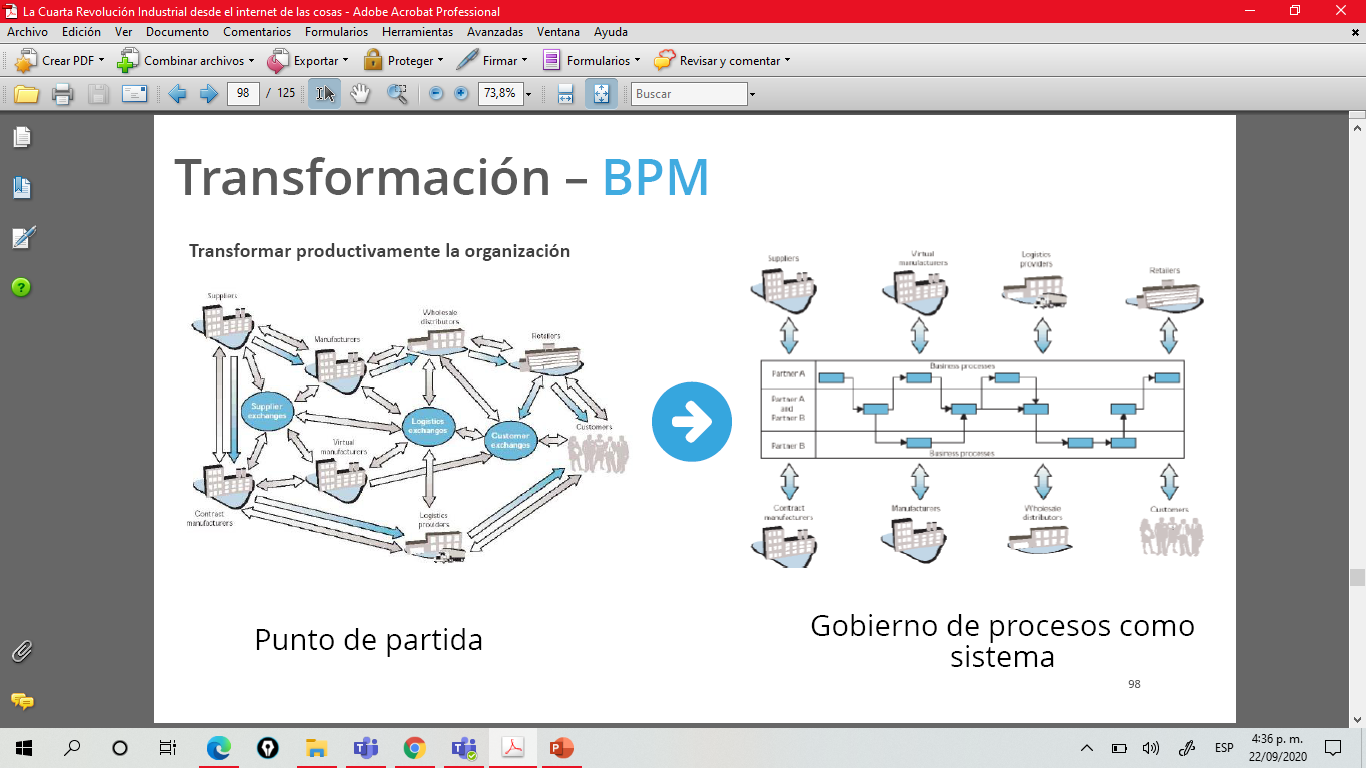 La Cuarta Revolución Industrial desde el internet de las cosas - Adobe Acrobat Professional
Archivo Edición Ver Documento Comentarios Formularios Herramientas Avanzadas Ventana Ayuda
Crear PDF Combinar archivos Exportar Proteger Firmar Formularios Revisar y comentar
98 / 125 73,8% Buscar
Transformación – BPM
Transformar productivamente la organización
Suppliers
Manufacturers
Wholesale
distributors
Retailers
Supplier
exchanges
Logistics
exchanges
Customer
exchanges
Customers
Virtual
manufacturers
Contract
manufacturers
Logistics
providers
Punto de partida
Suppliers
Virtual
manufacturers
Logistics
providers
Retailers
Business processes
Partner A
Partner A
and
Partner B
Partner B
Business processes
Contract
manufacturers
Manufacturers
Wholesale
distributors
Customers
Gobierno de procesos como
sistema
98
ESP
4:36 p. m.
22/09/2020